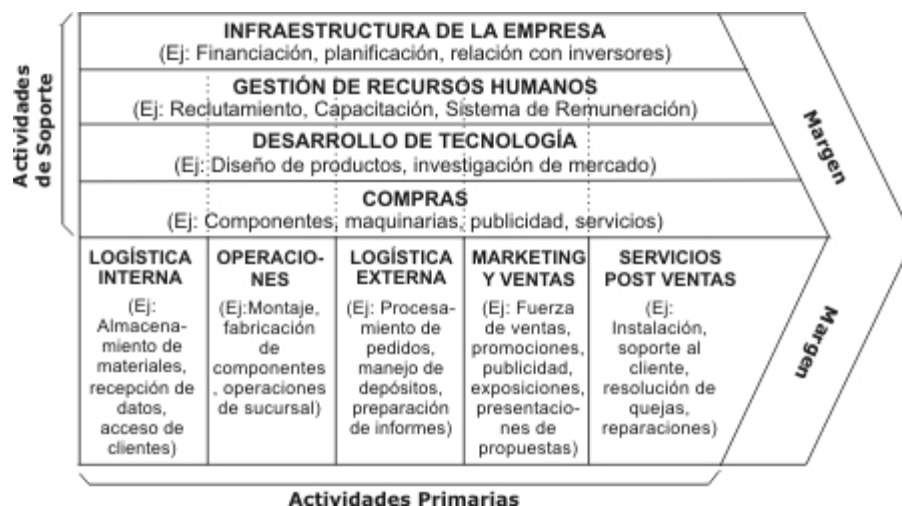 Actividades
de Soporte
INFRAESTRUCTURA DE LA EMPRESA
(Ej: Financiación, planificación, relación con inversores)
GESTIÓN DE RECURSOS HUMANOS
(Ej: Reclutamiento, Capacitación, Sistema de Remuneración)
DESARROLLO DE TECNOLOGÍA
(Ej: Diseño de productos, investigación de mercado)
COMPRAS
(Ej: Componentes, maquinarias, publicidad, servicios)
LOGÍSTICA
INTERNA
(Ej:
Almacena-
miento de
materiales,
recepción de
datos,
acceso de
clientes)
OPERACIO-
NES
(Ej:Montaje,
fabricación
de
componentes
, operaciones
de sucursal)
LOGÍSTICA
EXTERNA
(Ej: Procesa-
miento de
pedidos,
manejo de
depósitos,
preparación
de informes)
MARKETING
Y VENTAS
(Ej: Fuerza
de ventas,
promociones,
publicidad,
exposiciones,
presentacio-
nes de
propuestas)
SERVICIOS
POST VENTAS
(Ej:
Instalación,
soporte al
cliente,
resolución de
quejas,
reparaciones)
Margen
Margen
Actividades Primarias